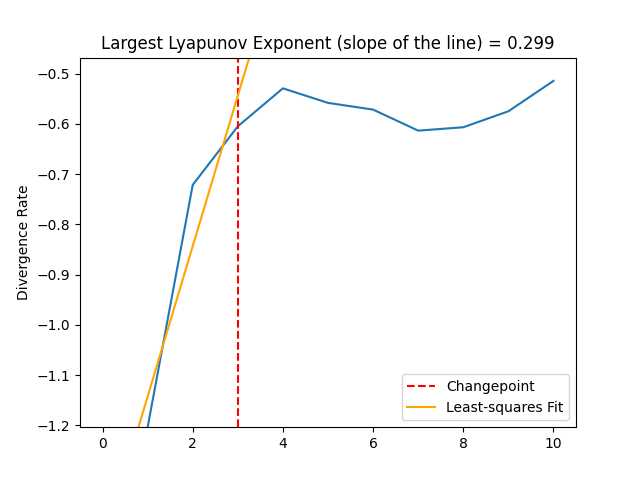 Largest Lyapunov Exponent (slope of the line) = 0.299
Divergence Rate
−0.5
−0.6
−0.7
−0.8
−0.9
−1.0
−1.1
−1.2
0 2 4 6 8 10
Changepoint
Least-squares Fit